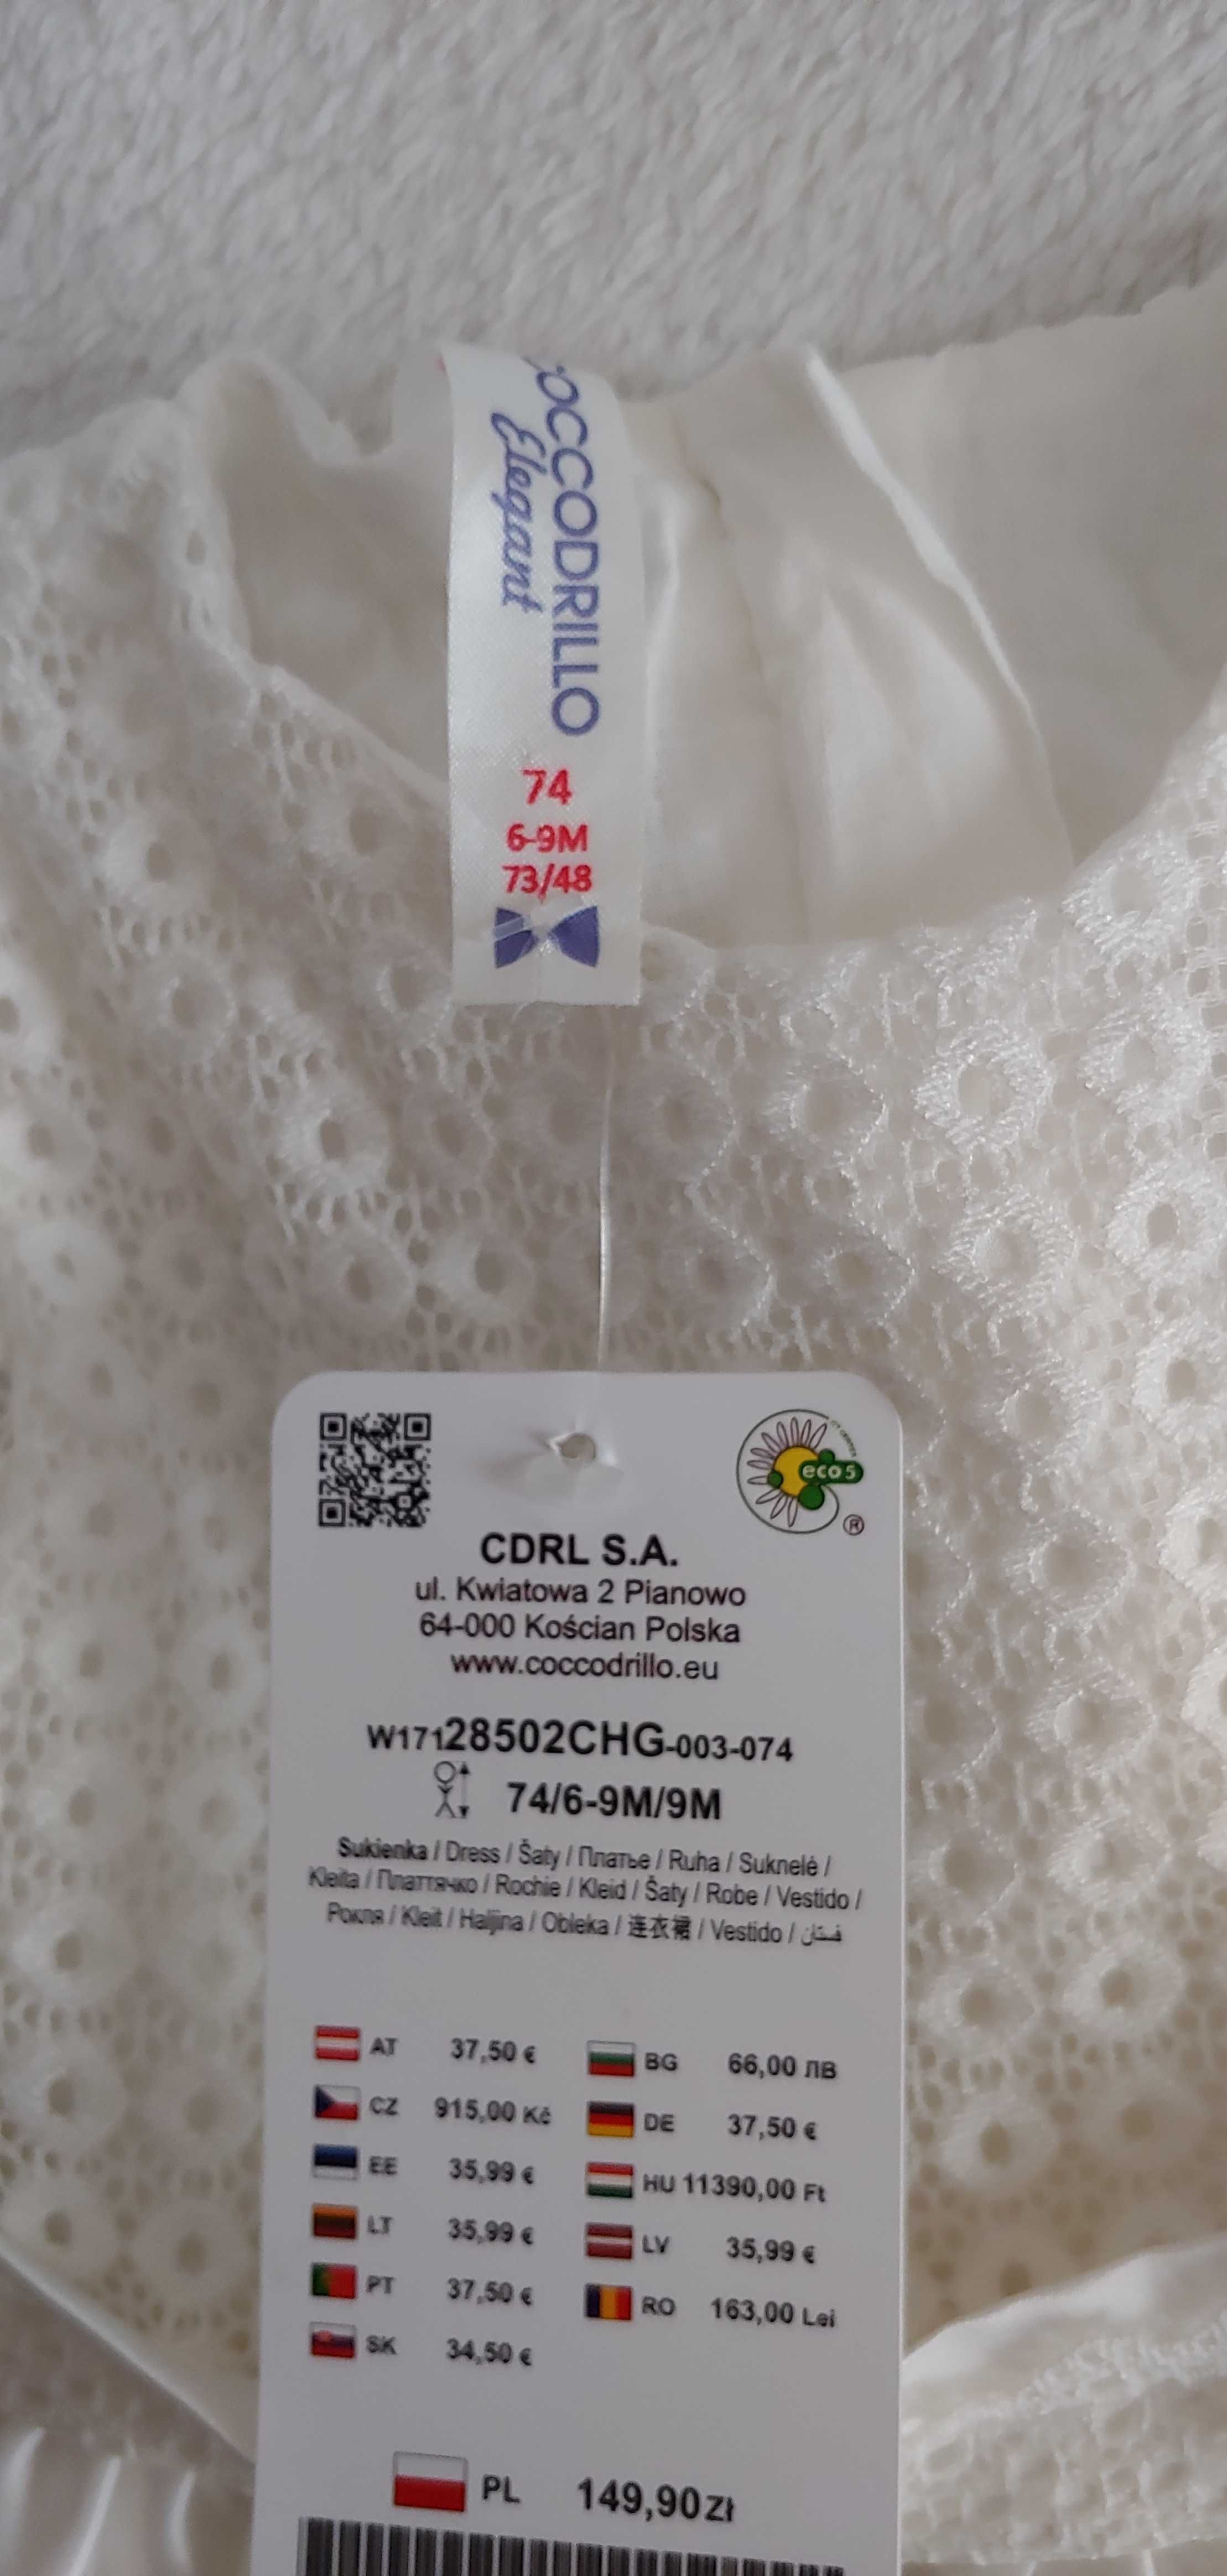 COCCODRILLO
Elegant
74
6-9M
73/48
eco5
®
CDRL S.A.
ul. Kwiatowa 2 Pianowo
64-000 Kościan Polska
www.coccodrillo.eu
W17128502CHG-003-074
74/6-9M/9M
Sukienka / Dress / Šaty / Платье / Ruha / Suknelė /
Kleita / Платтячко / Rochie / Kleid / Šaty / Robe / Vestido /
Рокля / Kleit / Haljina / Obleka / 连衣裙 / Vestido / فستان
AT 37,50 € BG 66,00 ЛВ
CZ 915,00 Kč DE 37,50 €
EE 35,99 € HU 11390,00 Ft
LT 35,99 € LV 35,99 €
PT 37,50 € RO 163,00 Lei
SK 34,50 €
PL 149,90 zł